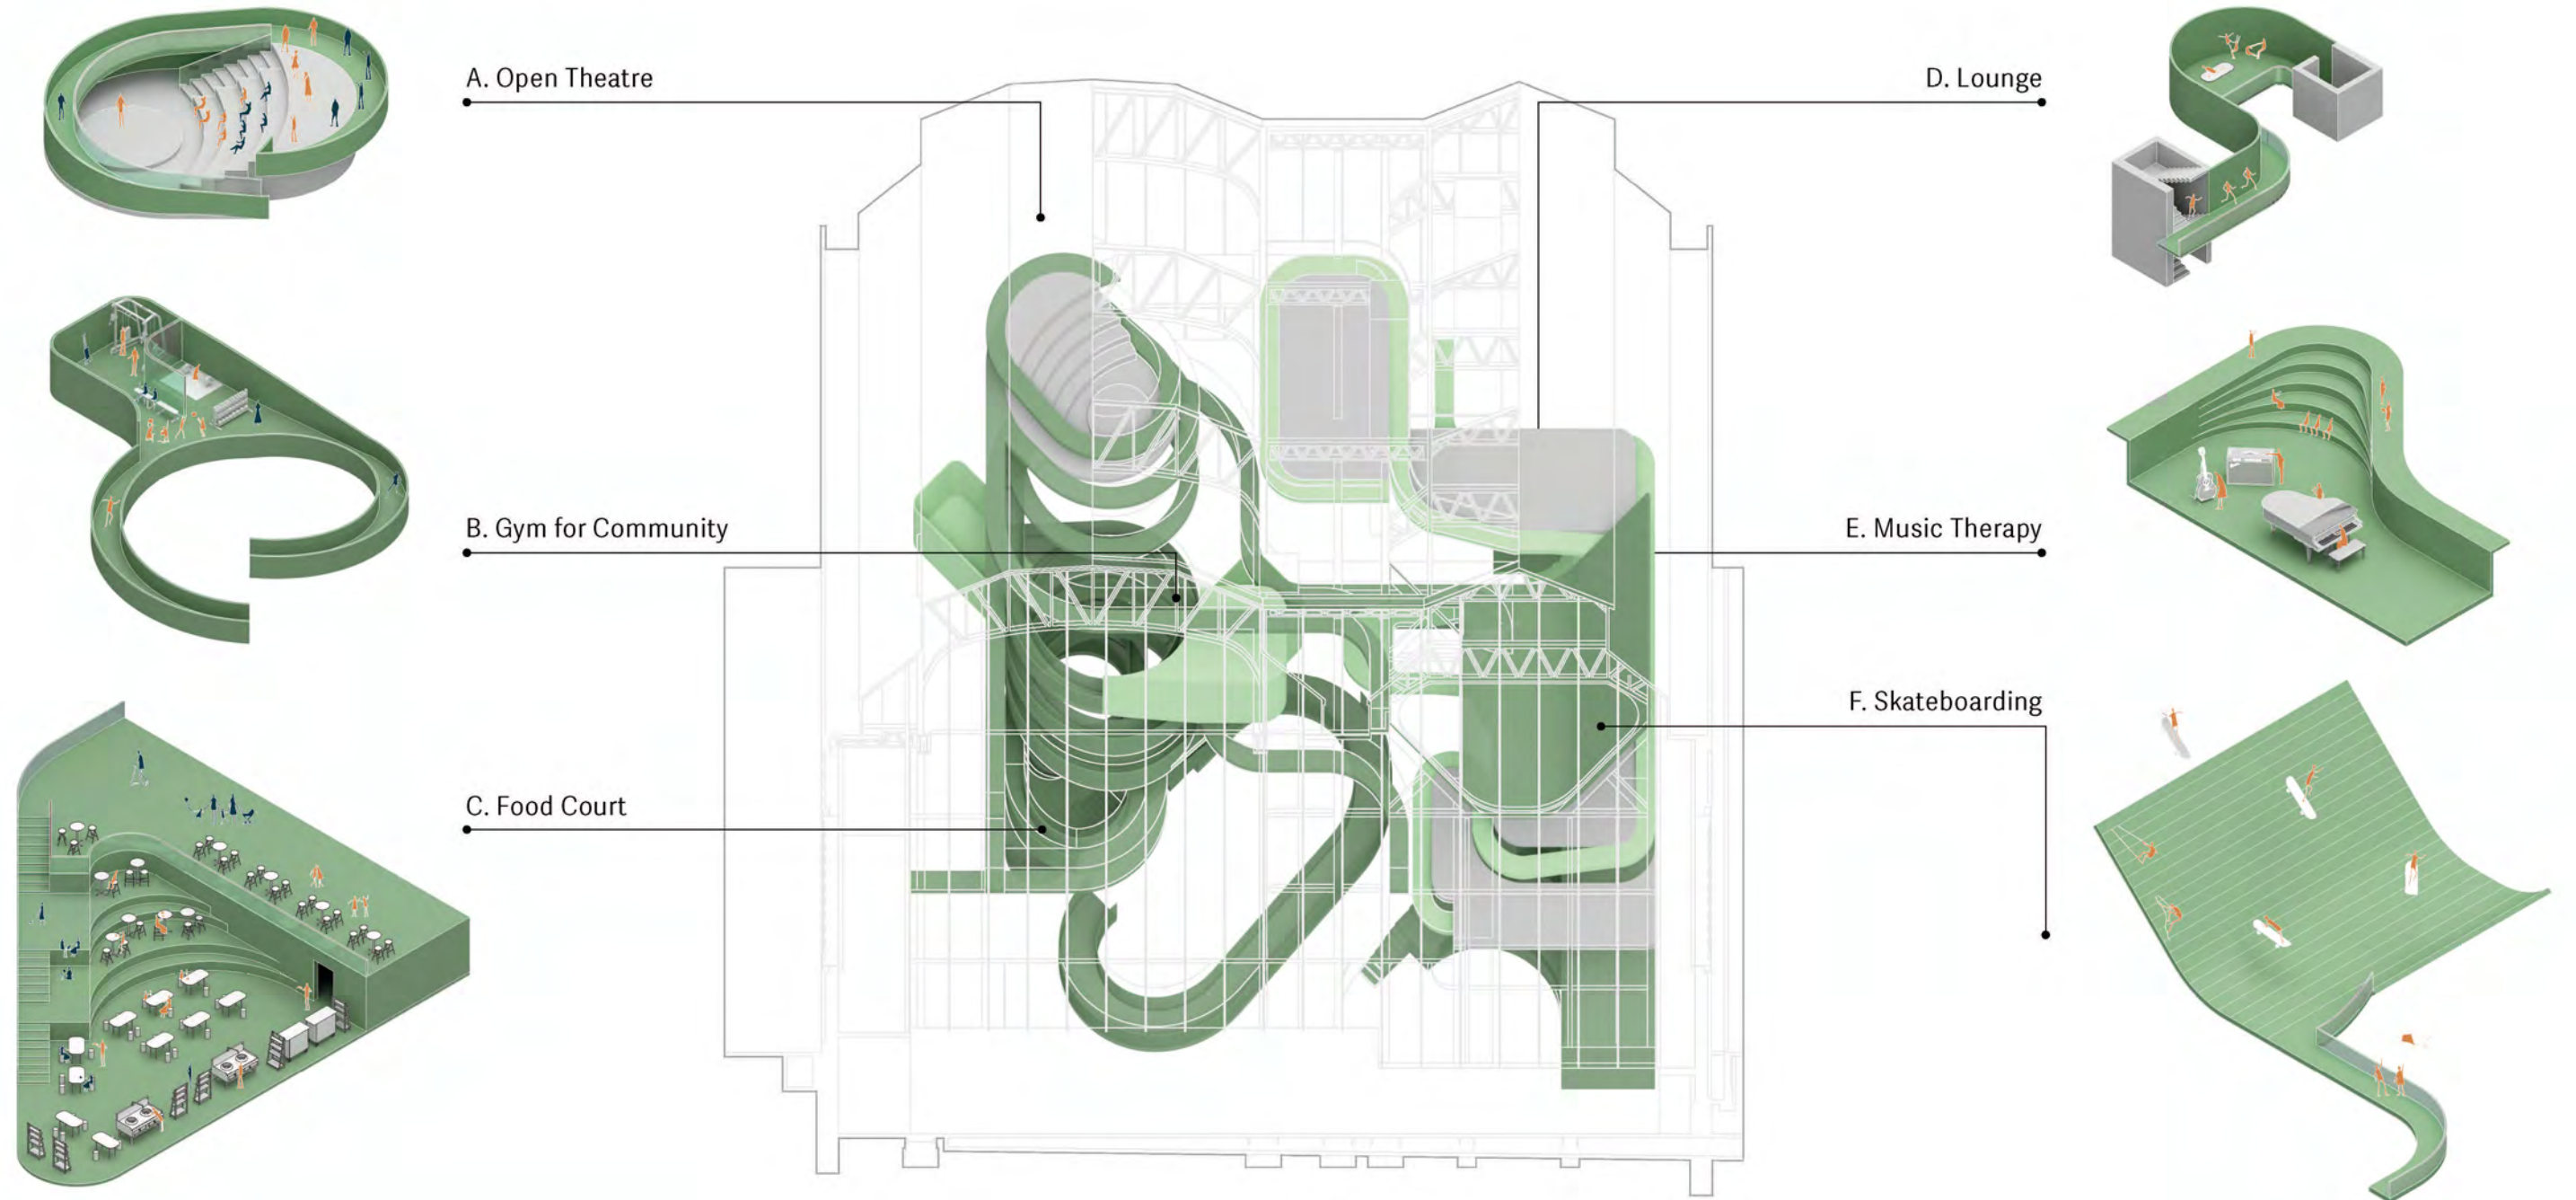 A. Open Theatre
B. Gym for Community
C. Food Court
D. Lounge
E. Music Therapy
F. Skateboarding